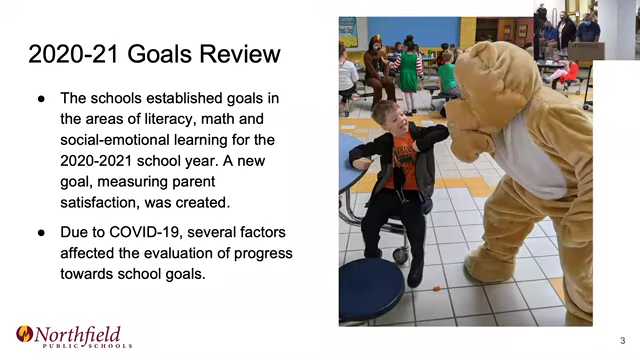 2020-21 Goals Review
● The schools established goals in
the areas of literacy, math and
social-emotional learning for the
2020-2021 school year. A new
goal, measuring parent
satisfaction, was created.
● Due to COVID-19, several factors
affected the evaluation of progress
towards school goals.
Northfield
PUBLIC SCHOOLS
3